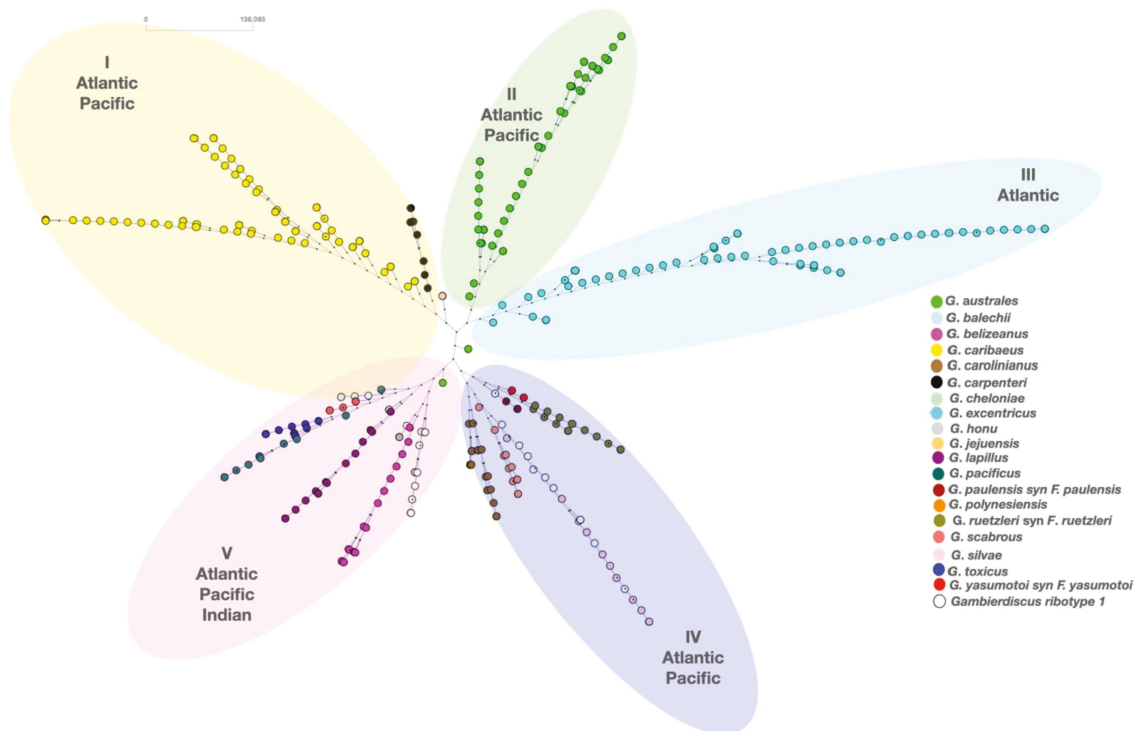 0 136.083
I
Atlantic
Pacific
II
Atlantic
Pacific
III
Atlantic
G. australes
G. balechii
G. belizeanus
G. caribaeus
G. carolinianus
G. carpenteri
G. cheloniae
G. excentricus
G. honu
G. jejuensis
G. lapillus
G. pacificus
G. paulensis syn F. paulensis
G. polynesiensis
G. ruetzleri syn F. ruetzleri
G. scabrous
G. silvae
G. toxicus
G. yasumotoi syn F. yasumotoi
Gambierdiscus ribotype 1
V
Atlantic
Pacific
Indian
IV
Atlantic
Pacific